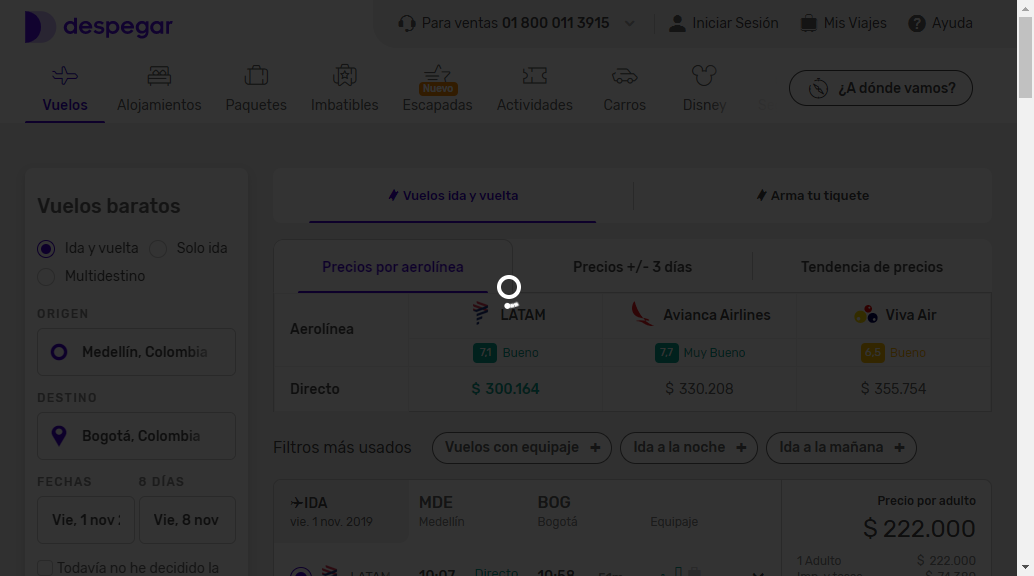 despegar
Para ventas 01 800 011 3915
Iniciar Sesión
Mis Viajes
Ayuda
Nuevo
Vuelos
Alojamientos
Paquetes
Imbatibles
Escapadas
Actividades
Carros
Disney
¿A dónde vamos?
Vuelos baratos
Ida y vuelta
Solo ida
Multidestino
ORIGEN
Medellín, Colombia
DESTINO
Bogotá, Colombia
FECHAS
8 DÍAS
Vie, 1 nov
Vie, 8 nov
Todavía no he decidido la
Vuelos ida y vuelta
Arma tu tiquete
Precios por aerolínea
Precios +/- 3 días
Tendencia de precios
Aerolínea
LATAM
Avianca Airlines
Viva Air
7,1 Bueno
7,7 Muy Bueno
6,5 Bueno
Directo
$ 300.164
$ 330.208
$ 355.754
Filtros más usados
Vuelos con equipaje +
Ida a la noche +
Ida a la mañana +
IDA
MDE
BOG
vie. 1 nov. 2019
Medellín
Bogotá
Equipaje
LATAM
10:07
Directo
10:58
51m
Precio por adulto
$ 222.000
1 Adulto
$ 222.000